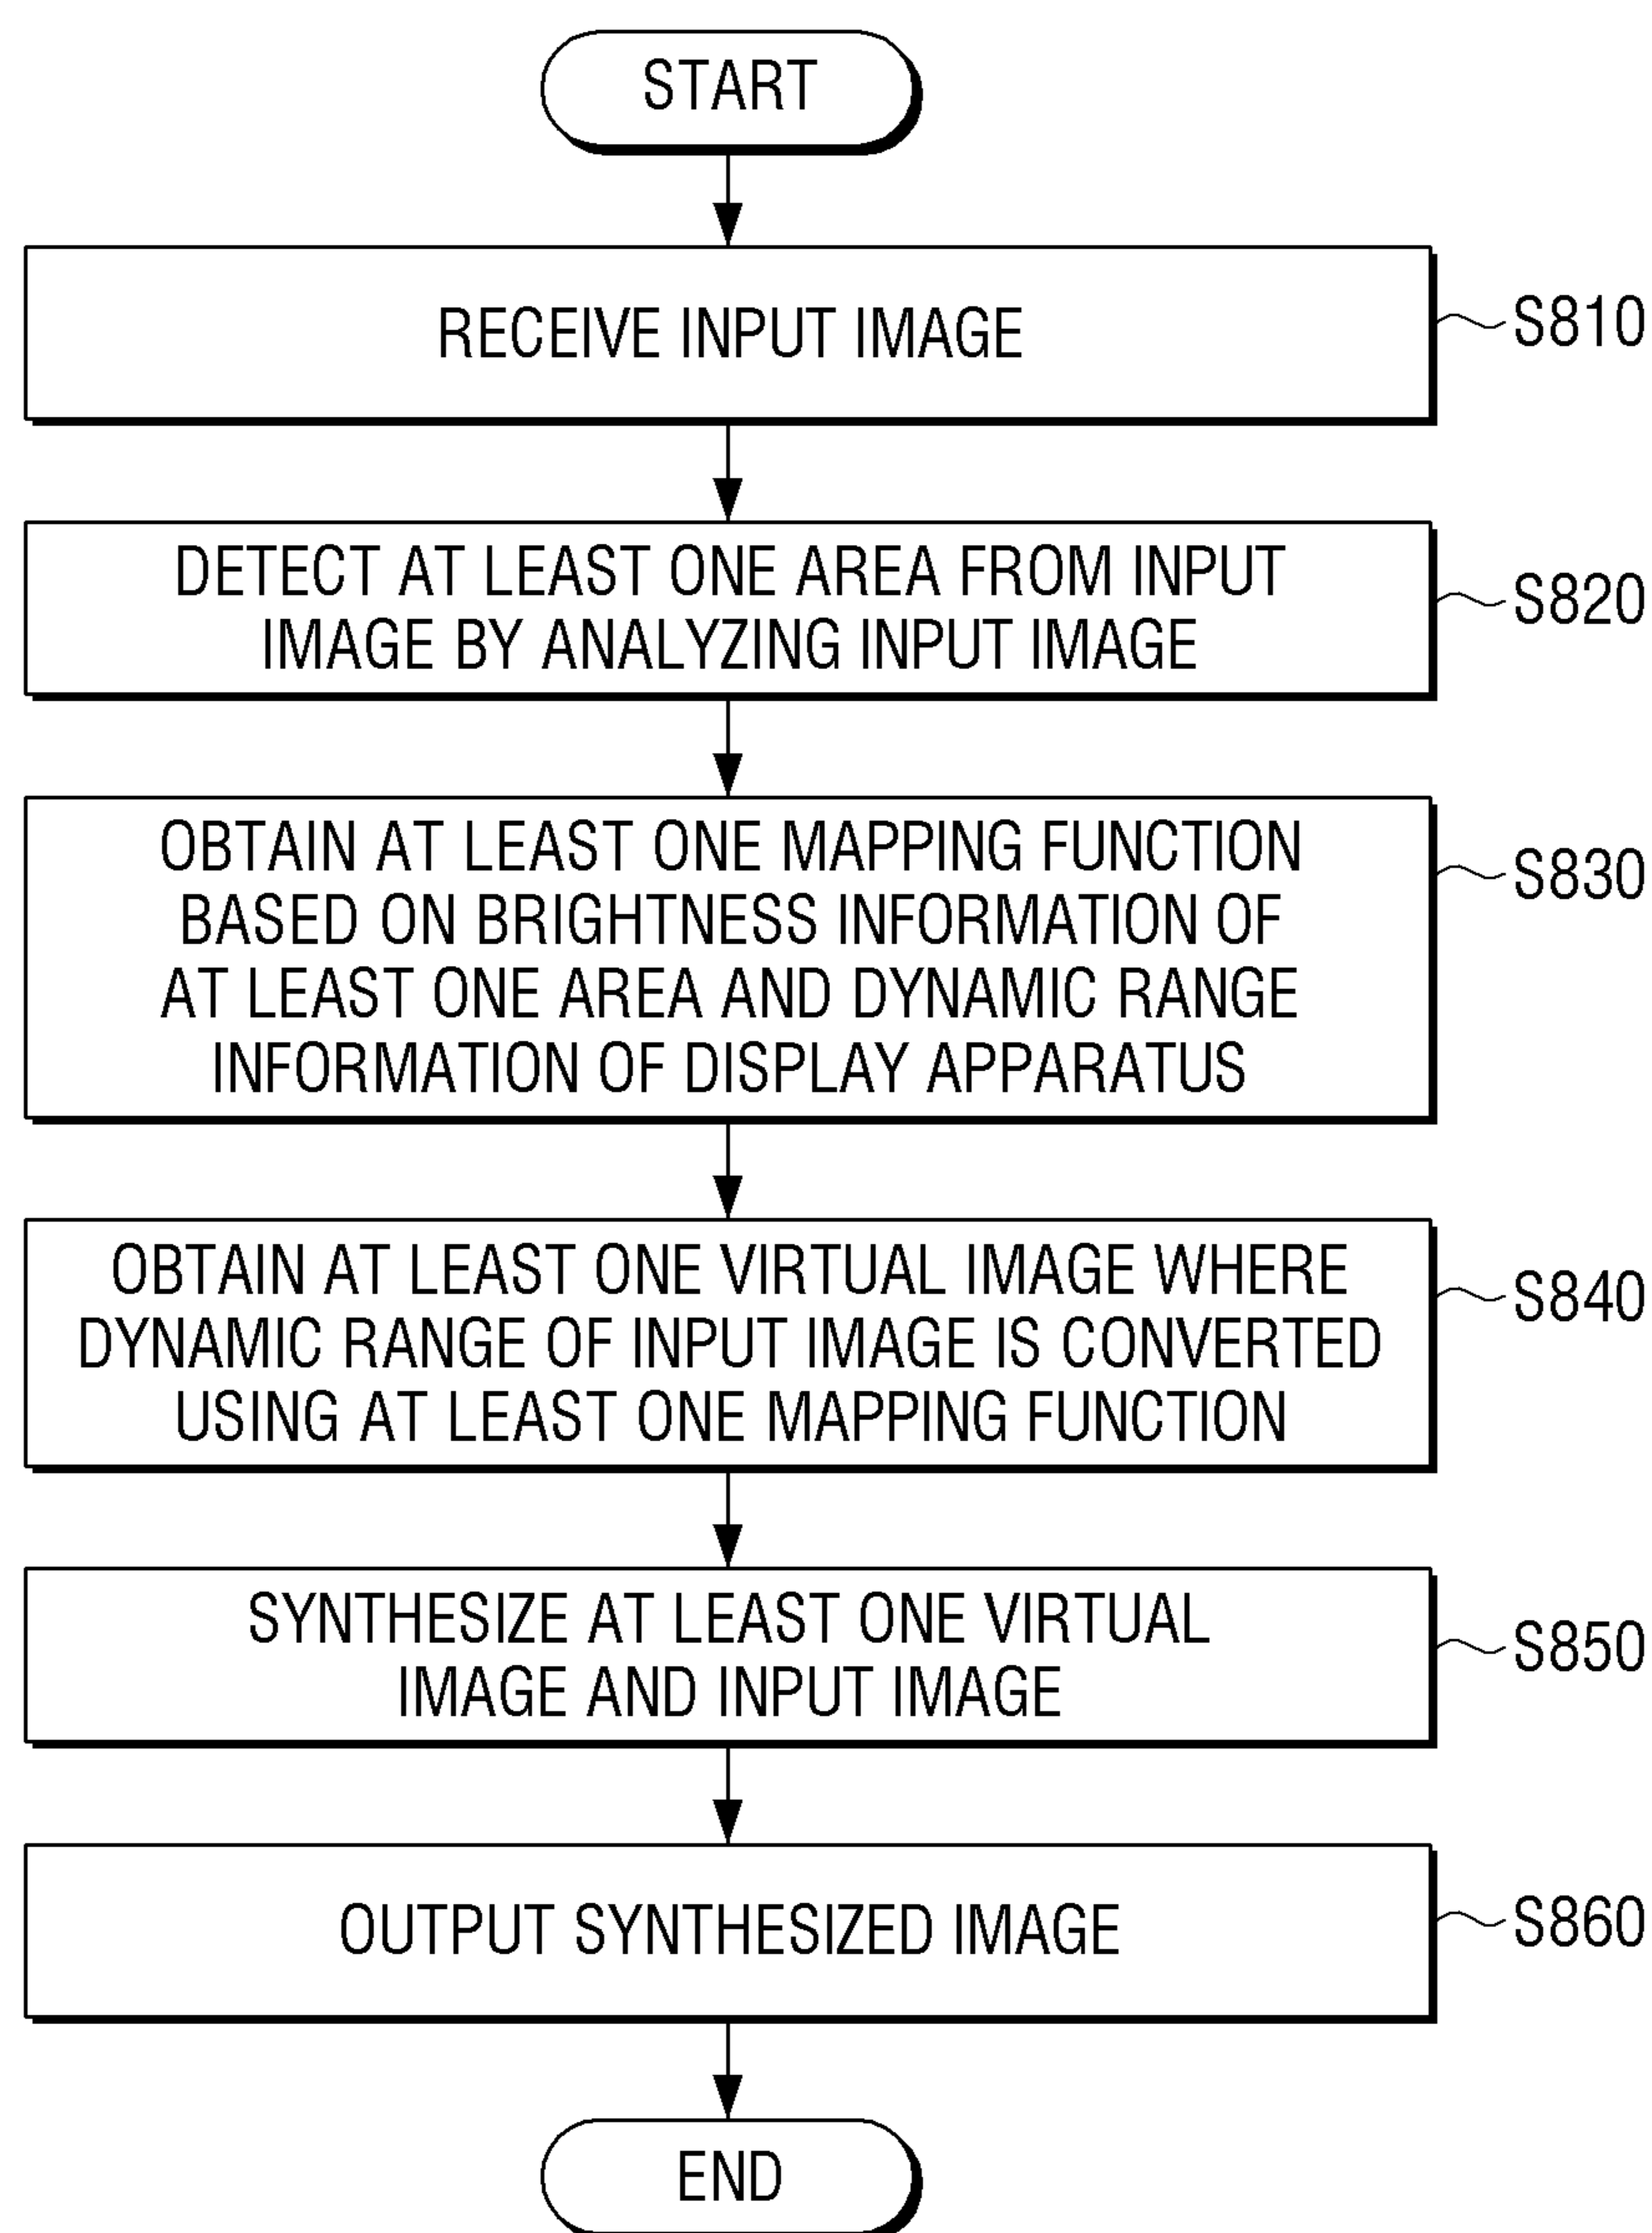 START
RECEIVE INPUT IMAGE
S810
DETECT AT LEAST ONE AREA FROM INPUT
IMAGE BY ANALYZING INPUT IMAGE
S820
OBTAIN AT LEAST ONE MAPPING FUNCTION
BASED ON BRIGHTNESS INFORMATION OF
AT LEAST ONE AREA AND DYNAMIC RANGE
INFORMATION OF DISPLAY APPARATUS
S830
OBTAIN AT LEAST ONE VIRTUAL IMAGE WHERE
DYNAMIC RANGE OF INPUT IMAGE IS CONVERTED
USING AT LEAST ONE MAPPING FUNCTION
S840
SYNTHESIZE AT LEAST ONE VIRTUAL
IMAGE AND INPUT IMAGE
S850
OUTPUT SYNTHESIZED IMAGE
S860
END